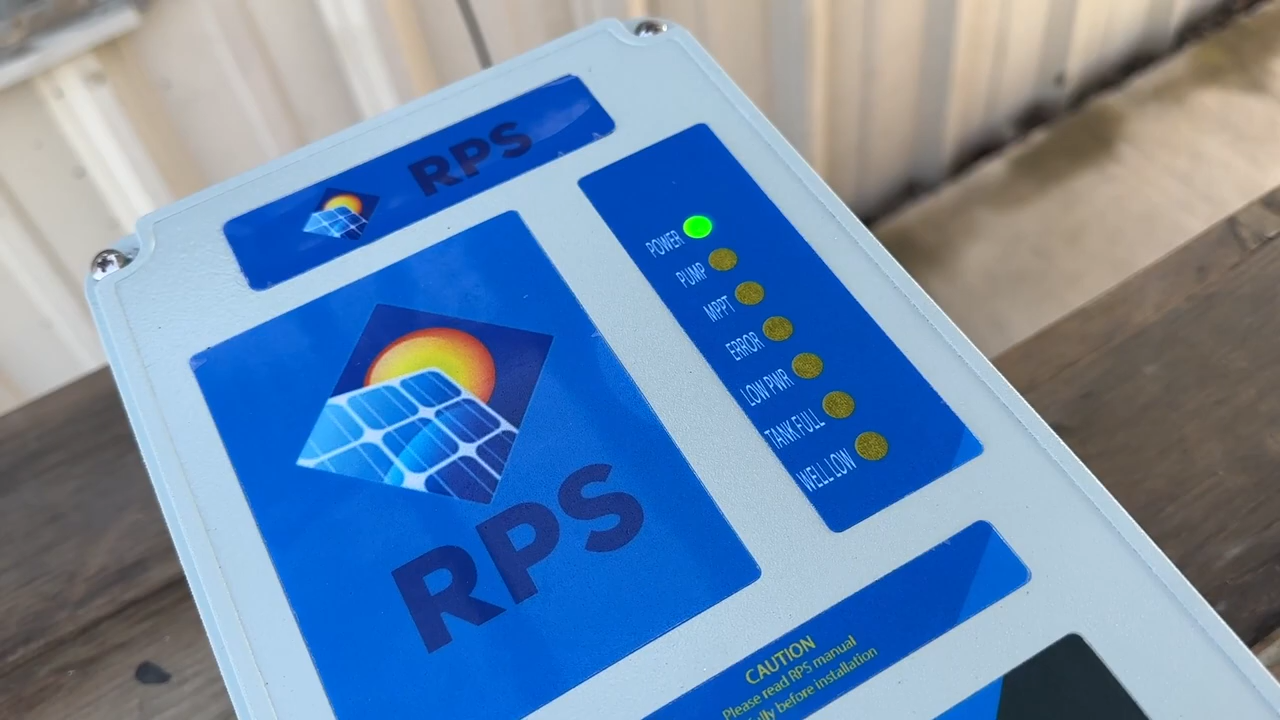 RPS
POWER
PUMP
MPPT
ERROR
LOW PWR
TANK FULL
WELL LOW
RPS
CAUTION
Please read RPS manual
before installation